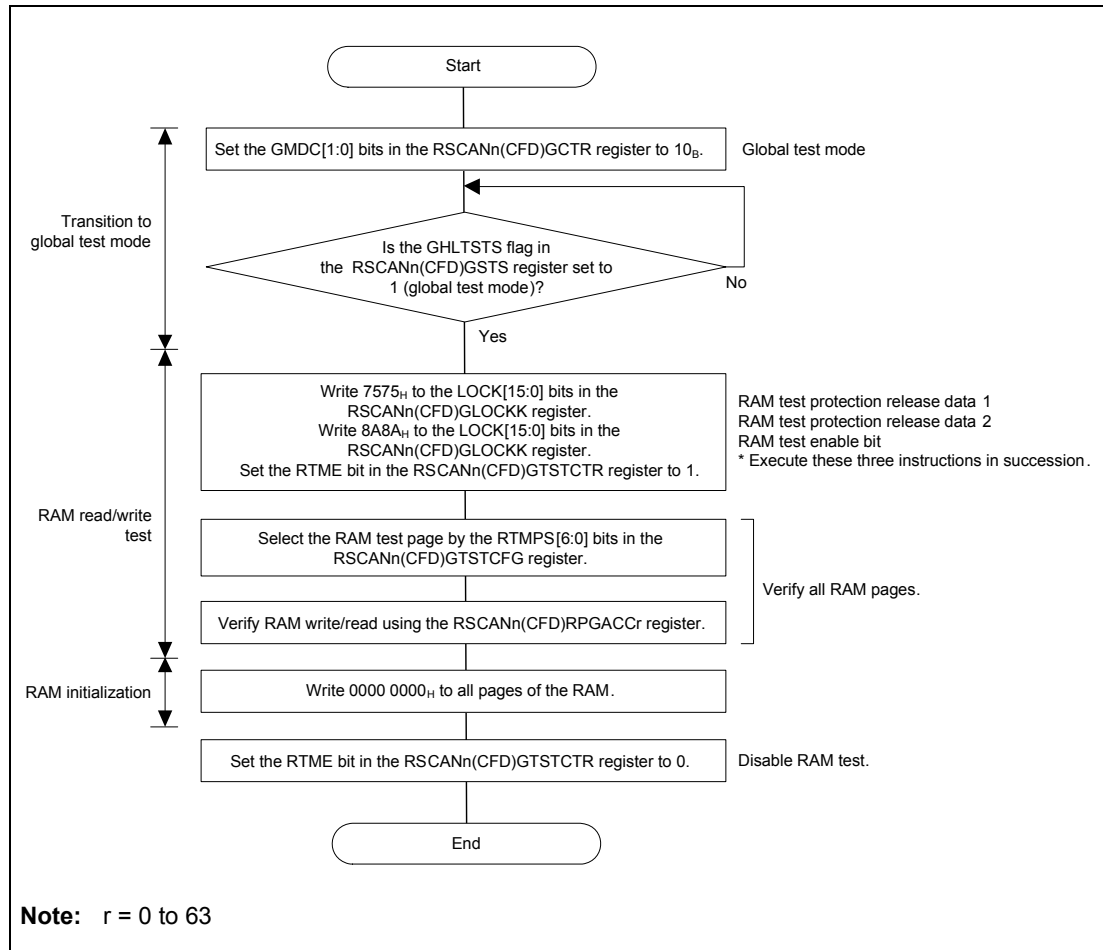 Start
Set the GMDC[1:0] bits in the RSCANn(CFD)GCTR register to 10B.
Global test mode
Transition to
global test mode
Is the GHLTSTS flag in
the RSCANn(CFD)GSTS register set to
1 (global test mode)?
No
Yes
Write 7575H to the LOCK[15:0] bits in the
RSCANn(CFD)GLOCKK register.
Write 8A8AH to the LOCK[15:0] bits in the
RSCANn(CFD)GLOCKK register.
Set the RTME bit in the RSCANn(CFD)GTSTCTR register to 1.
RAM test protection release data 1
RAM test protection release data 2
RAM test enable bit
* Execute these three instructions in succession.
RAM read/write
test
Select the RAM test page by the RTMPS[6:0] bits in the
RSCANn(CFD)GTSTCFG register.
Verify all RAM pages.
Verify RAM write/read using the RSCANn(CFD)RPGACCr register.
RAM initialization
Write 0000 0000H to all pages of the RAM.
Set the RTME bit in the RSCANn(CFD)GTSTCTR register to 0.
Disable RAM test.
End
Note: r = 0 to 63